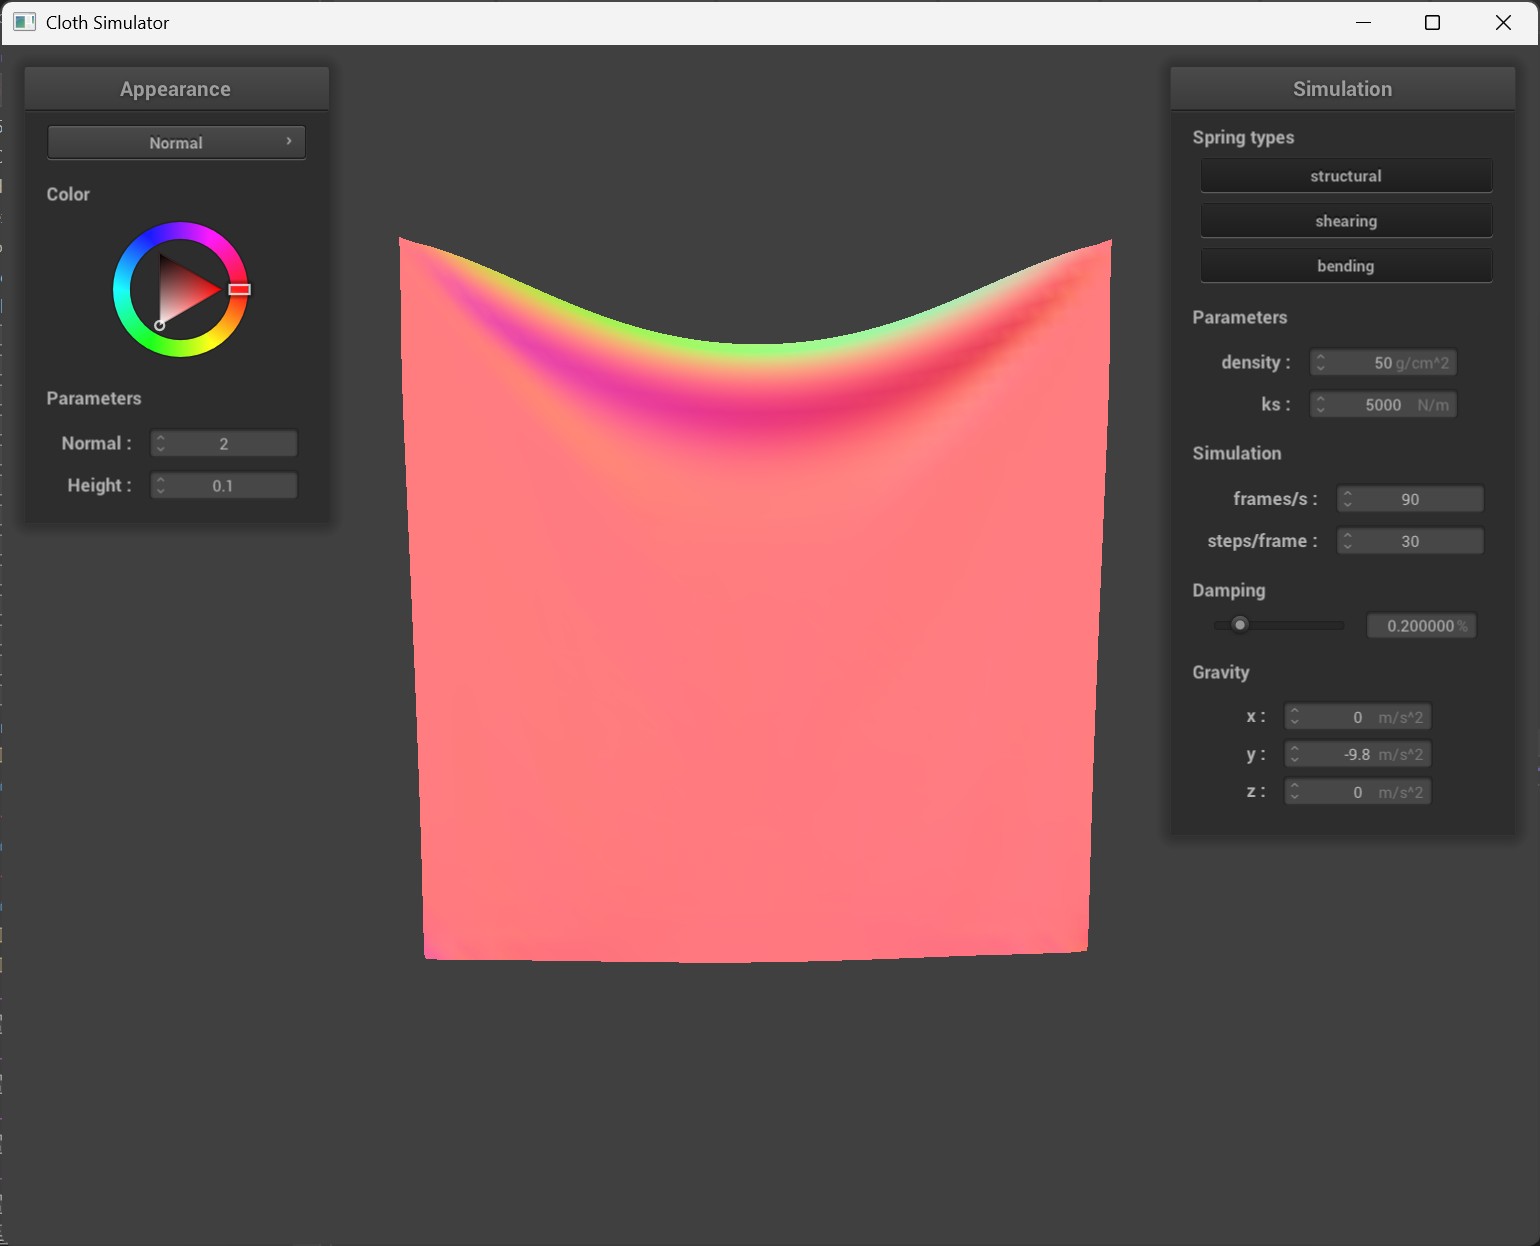 Cloth Simulator
Appearance
Normal
Color
Parameters
Normal : 2
Height : 0.1
Simulation
Spring types
structural
shearing
bending
Parameters
density : 50 g/cm^2
ks : 5000 N/m
Simulation
frames/s : 90
steps/frame : 30
Damping
0.200000 %
Gravity
x : 0 m/s^2
y : -9.8 m/s^2
z : 0 m/s^2